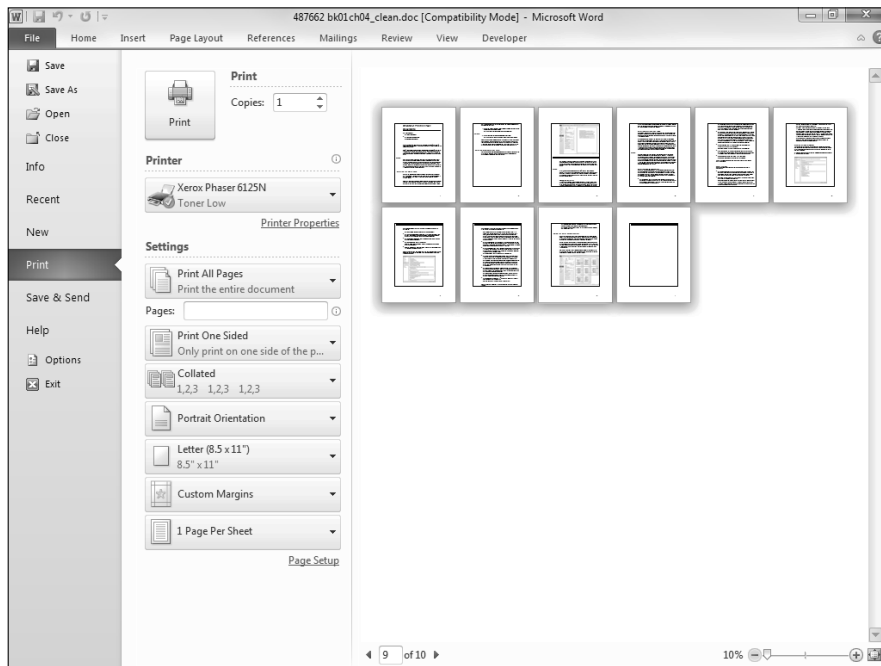 487662 bk01ch04_clean.doc [Compatibility Mode] - Microsoft Word
File Home Insert Page Layout References Mailings Review View Developer
Save
Save As
Open
Close
Info
Recent
New
Print
Save & Send
Help
Options
Exit
Print
Print
Copies: 1
Printer
Xerox Phaser 6125N
Toner Low
Printer Properties
Settings
Print All Pages
Print the entire document
Pages:
Print One Sided
Only print on one side of the p...
Collated
1,2,3 1,2,3 1,2,3
Portrait Orientation
Letter (8.5 x 11")
8.5" x 11"
Custom Margins
1 Page Per Sheet
Page Setup
9 of 10
10%